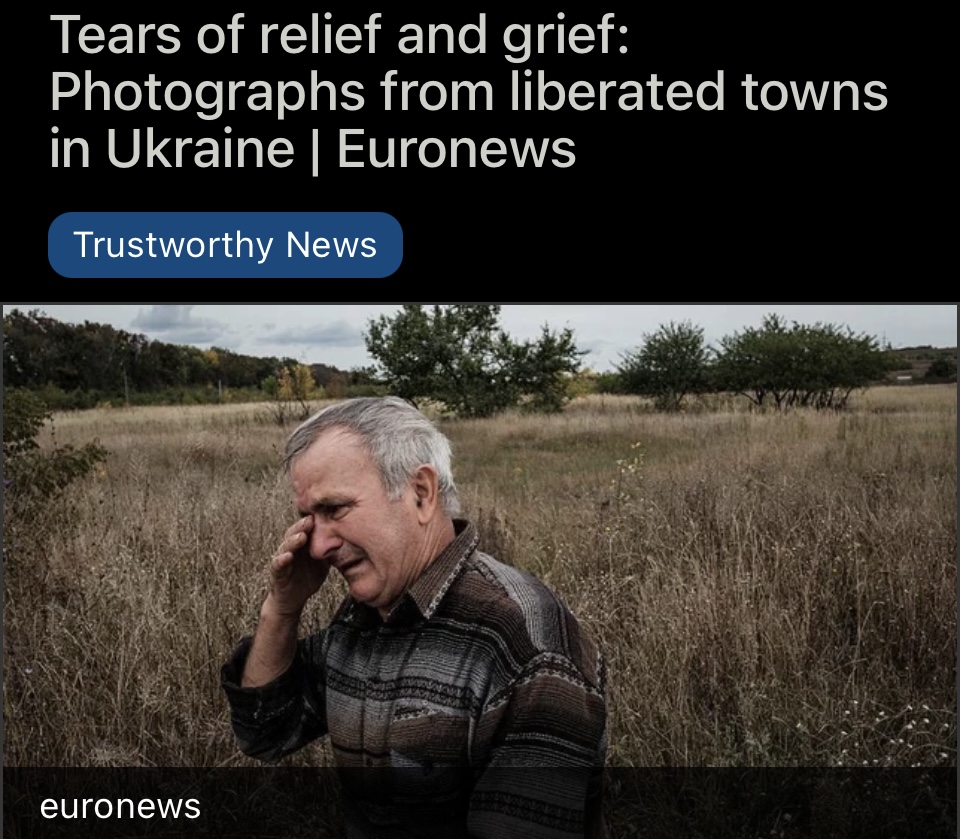 Tears of relief and grief:
Photographs from liberated towns
in Ukraine | Euronews
Trustworthy News
euronews